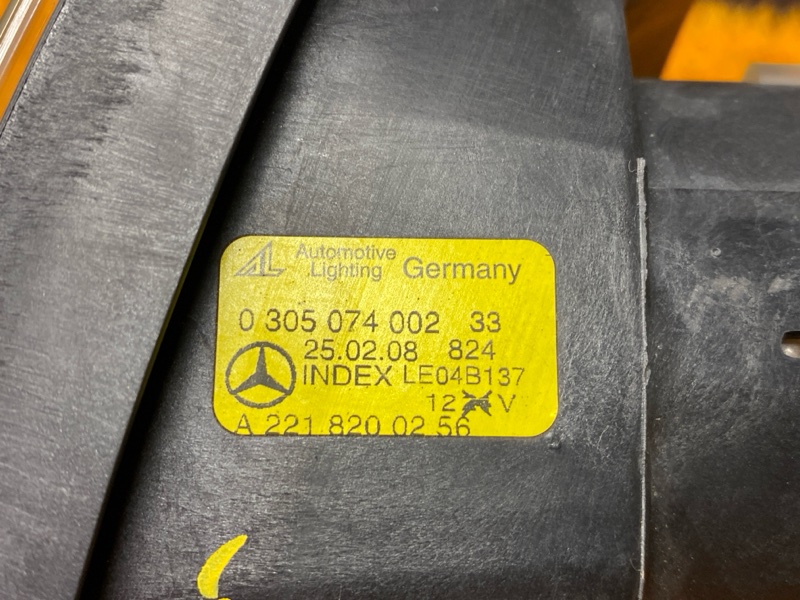 AL Automotive Lighting Germany
0 305 074 002 33
25.02.08 824
INDEX LE04B137
12 V
A 221 820 02 56